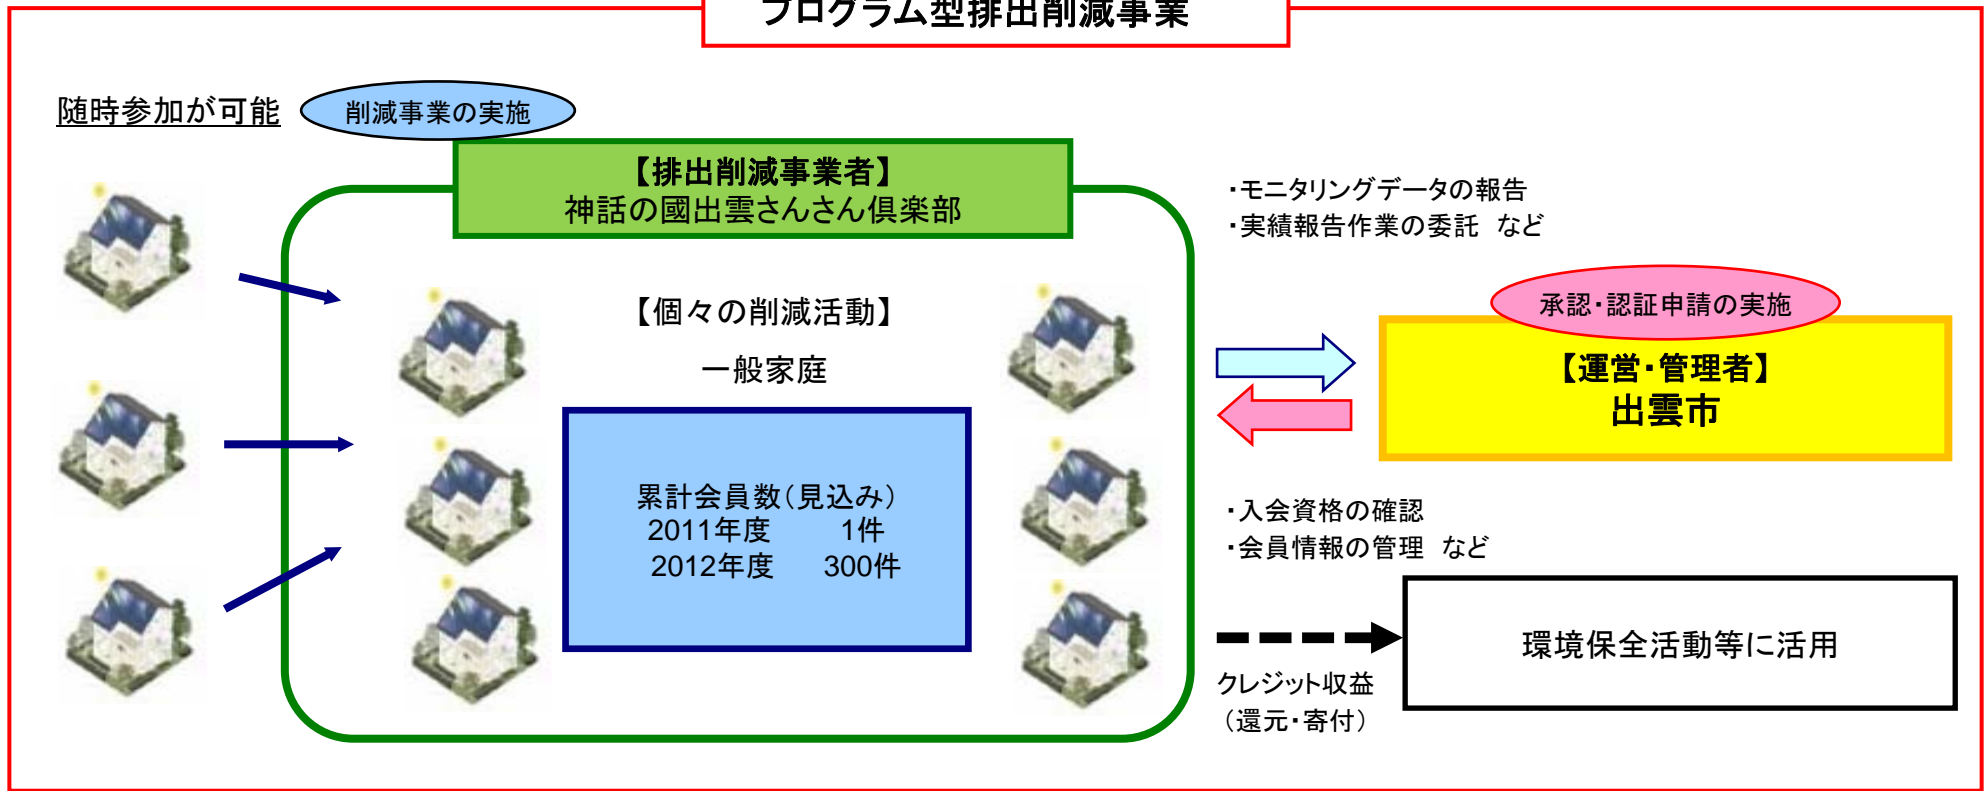 プログラム型排出削減事業
随時参加が可能
削減事業の実施
【排出削減事業者】
神話の國出雲さんさん倶楽部
【個々の削減活動】
一般家庭
累計会員数（見込み）
2011年度 1件
2012年度 300件
・モニタリングデータの報告
・実績報告作業の委託 など
承認・認証申請の実施
【運営・管理者】
出雲市
・入会資格の確認
・会員情報の管理 など
クレジット収益
（還元・寄付）
環境保全活動等に活用